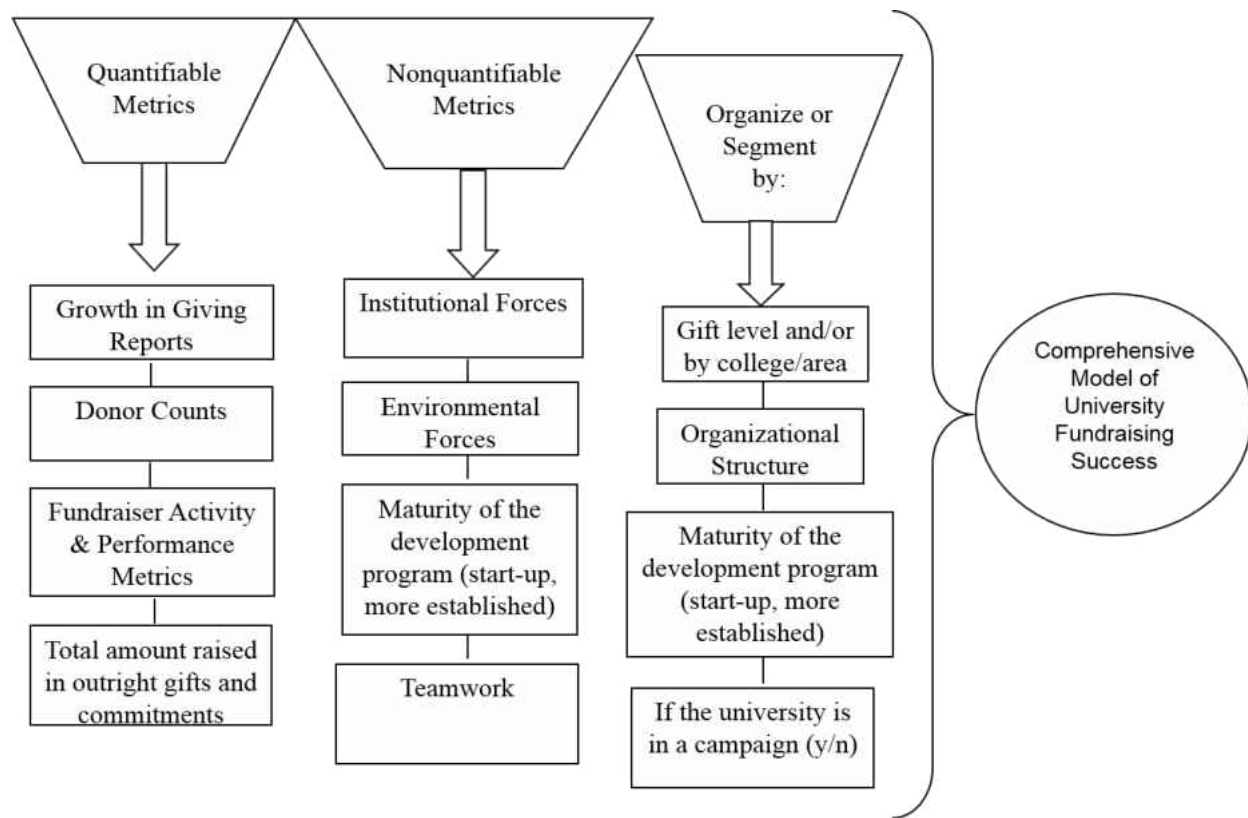 Quantifiable
Metrics
Growth in Giving
Reports
Donor Counts
Fundraiser Activity
& Performance
Metrics
Total amount raised
in outright gifts and
commitments
Nonquantifiable
Metrics
Institutional Forces
Environmental
Forces
Maturity of the
development
program (start-up,
more established)
Teamwork
Organize or
Segment
by:
Gift level and/or
by college/area
Organizational
Structure
Maturity of the
development program
(start-up, more
established)
If the university is
in a campaign (y/n)
Comprehensive
Model of
University
Fundraising
Success